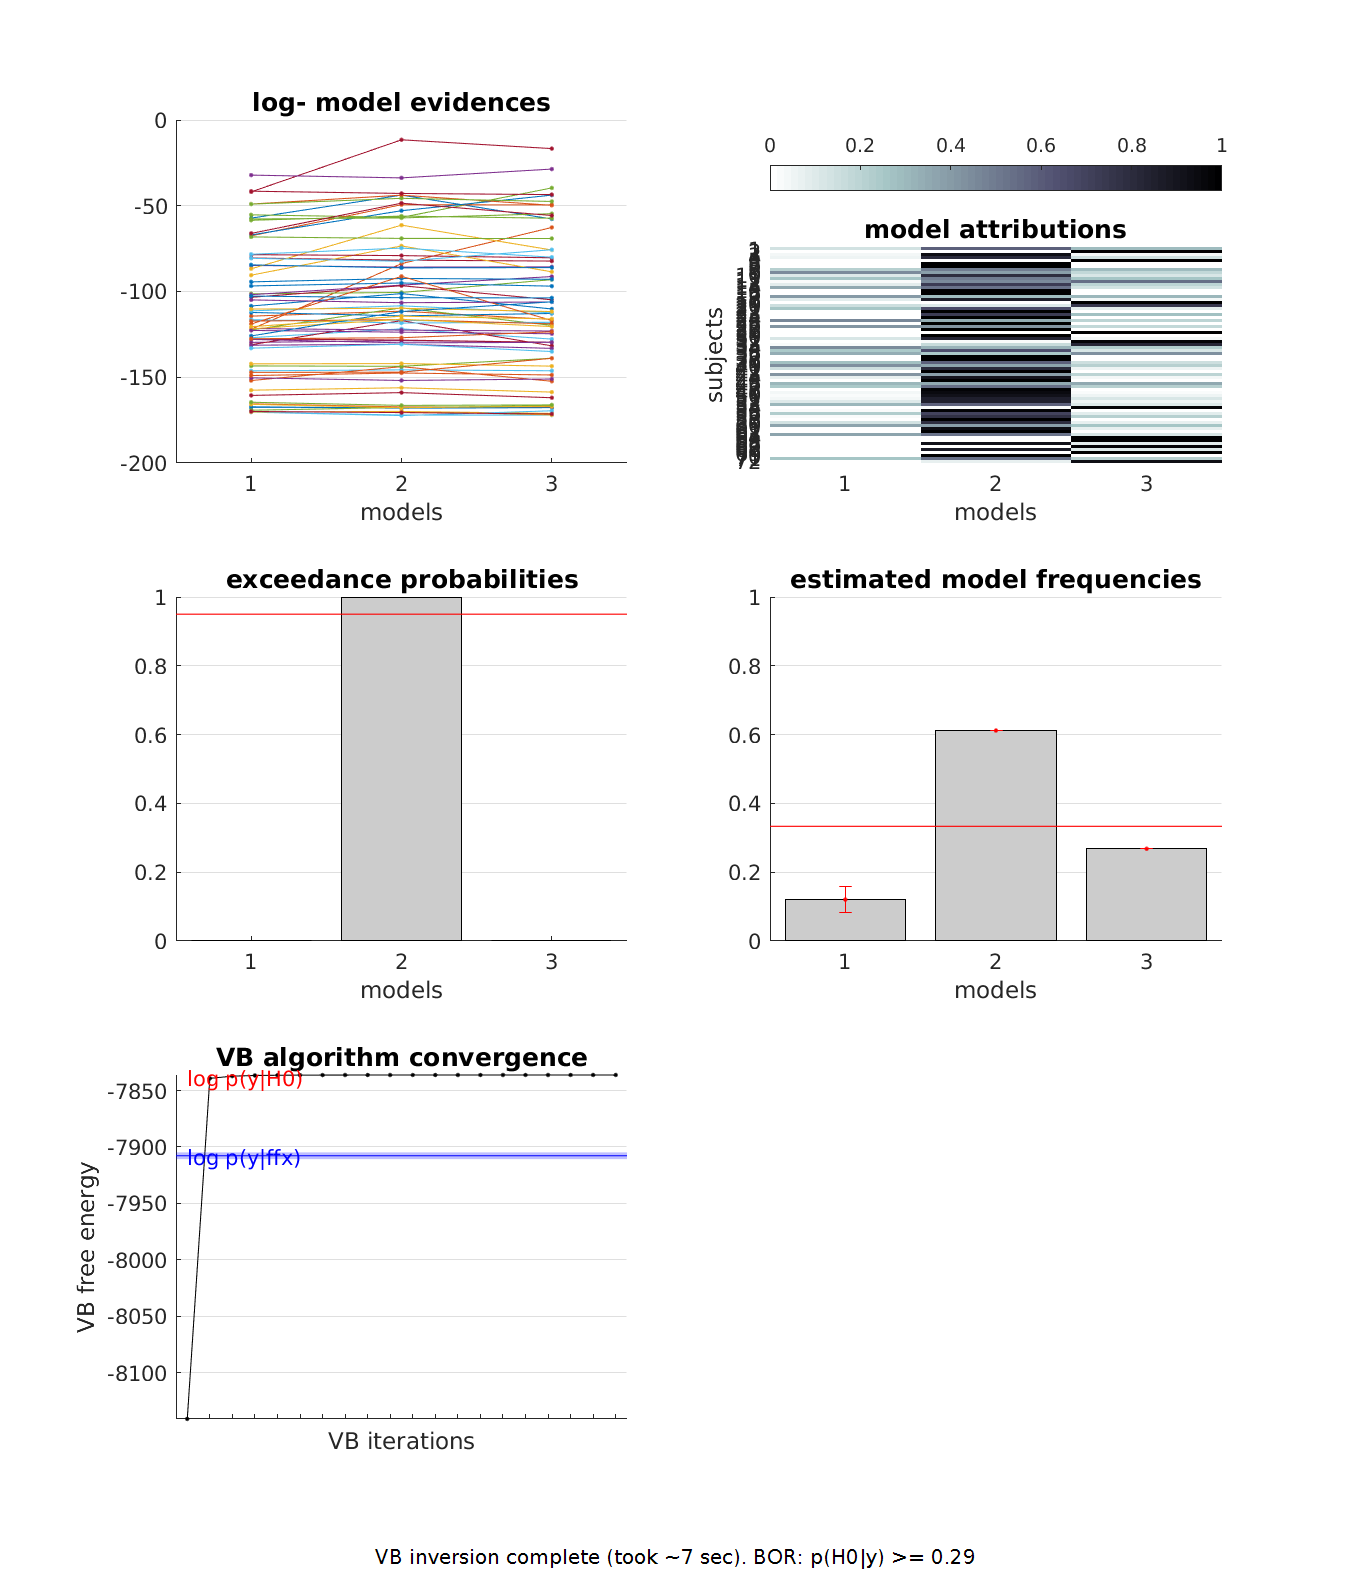 log- model evidences
0
-50
-100
-150
-200
1 2 3
models
0 0.2 0.4 0.6 0.8 1
model attributions
subjects
1 2 3
models
exceedance probabilities
1
0.8
0.6
0.4
0.2
0
1 2 3
models
estimated model frequencies
1
0.8
0.6
0.4
0.2
0
1 2 3
models
VB algorithm convergence
log p(y|H0)
log p(y|ffx)
-7850
-7900
-7950
-8000
-8050
-8100
VB free energy
VB iterations
VB inversion complete (took ~7 sec). BOR: p(H0|y) >= 0.29